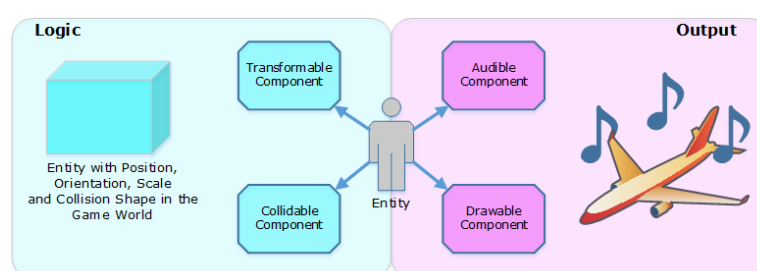 Logic
Output
Transformable
Component
Audible
Component
Entity with Position,
Orientation, Scale
and Collision Shape in the
Game World
Entity
Collidable
Component
Drawable
Component